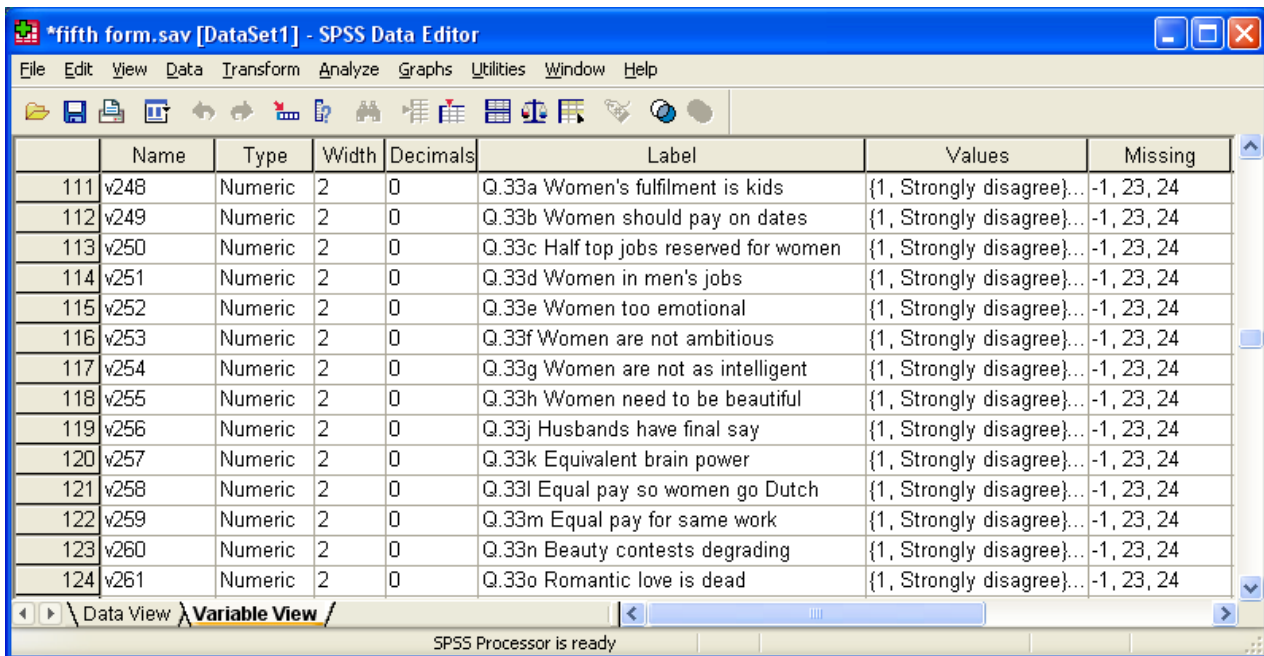 *fifth form.sav [DataSet1] - SPSS Data Editor
File Edit View Data Transform Analyze Graphs Utilities Window Help
Name Type Width Decimals Label Values Missing
111 v248 Numeric 2 0 Q.33a Women's fulfilment is kids {1, Strongly disagree}... -1, 23, 24
112 v249 Numeric 2 0 Q.33b Women should pay on dates {1, Strongly disagree}... -1, 23, 24
113 v250 Numeric 2 0 Q.33c Half top jobs reserved for women {1, Strongly disagree}... -1, 23, 24
114 v251 Numeric 2 0 Q.33d Women in men's jobs {1, Strongly disagree}... -1, 23, 24
115 v252 Numeric 2 0 Q.33e Women too emotional {1, Strongly disagree}... -1, 23, 24
116 v253 Numeric 2 0 Q.33f Women are not ambitious {1, Strongly disagree}... -1, 23, 24
117 v254 Numeric 2 0 Q.33g Women are not as intelligent {1, Strongly disagree}... -1, 23, 24
118 v255 Numeric 2 0 Q.33h Women need to be beautiful {1, Strongly disagree}... -1, 23, 24
119 v256 Numeric 2 0 Q.33j Husbands have final say {1, Strongly disagree}... -1, 23, 24
120 v257 Numeric 2 0 Q.33k Equivalent brain power {1, Strongly disagree}... -1, 23, 24
121 v258 Numeric 2 0 Q.33l Equal pay so women go Dutch {1, Strongly disagree}... -1, 23, 24
122 v259 Numeric 2 0 Q.33m Equal pay for same work {1, Strongly disagree}... -1, 23, 24
123 v260 Numeric 2 0 Q.33n Beauty contests degrading {1, Strongly disagree}... -1, 23, 24
124 v261 Numeric 2 0 Q.33o Romantic love is dead {1, Strongly disagree}... -1, 23, 24
Data View Variable View
SPSS Processor is ready